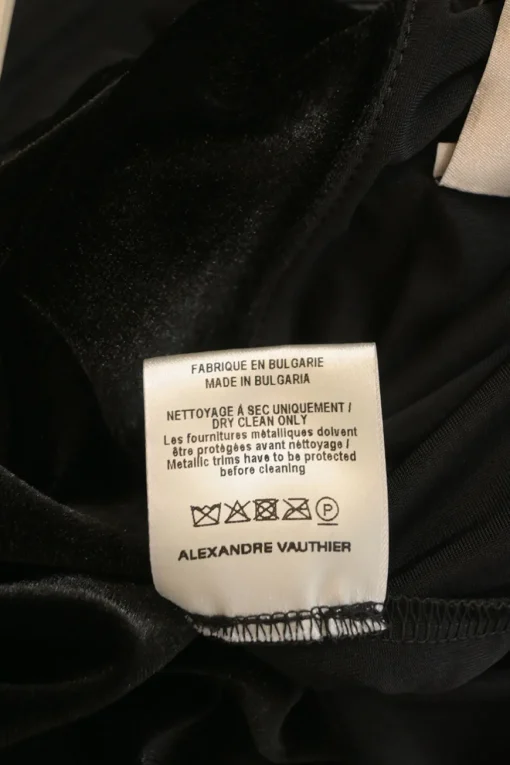 FABRIQUE EN BULGARIE
MADE IN BULGARIA
NETTOYAGE À SEC UNIQUEMENT /
DRY CLEAN ONLY
Les fournitures métalliques doivent
être protégées avant nettoyage /
Metallic trims have to be protected
before cleaning
P
ALEXANDRE VAUTHIER